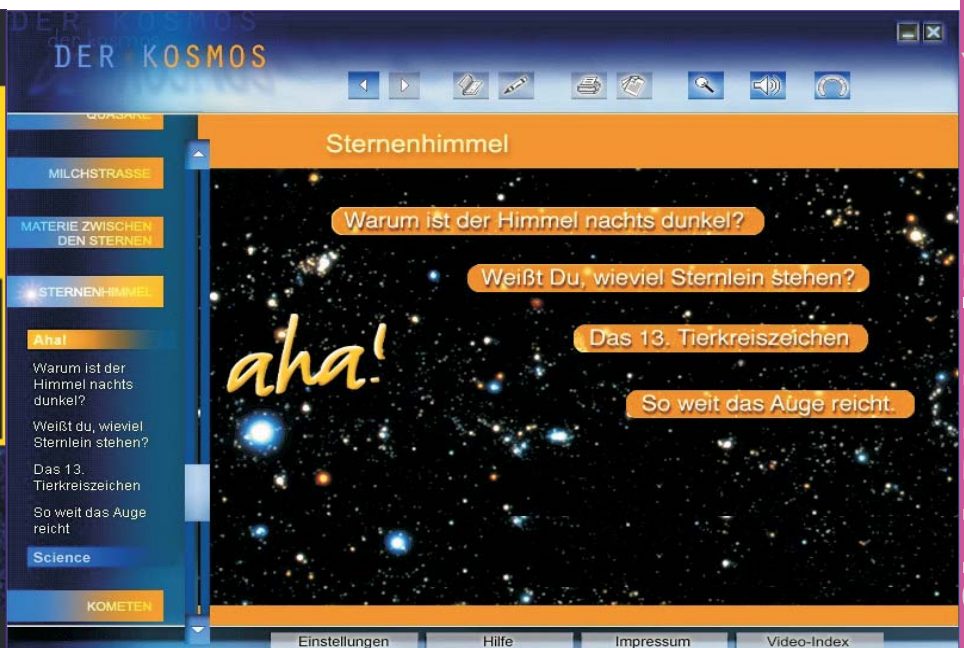 DER KOSMOS
der kosmos
DER KOSMOS
QUASARE
MILCHSTRASSE
MATERIE ZWISCHEN
DEN STERNEN
STERNENHIMMEL
Aha!
Warum ist der
Himmel nachts
dunkel?
Weißt du, wieviel
Sternlein stehen?
Das 13.
Tierkreiszeichen
So weit das Auge
reicht
Science
KOMETEN
Sternenhimmel
Warum ist der Himmel nachts dunkel?
Weißt Du, wieviel Sternlein stehen?
Das 13. Tierkreiszeichen
So weit das Auge reicht.
aha!
Einstellungen
Hilfe
Impressum
Video-Index